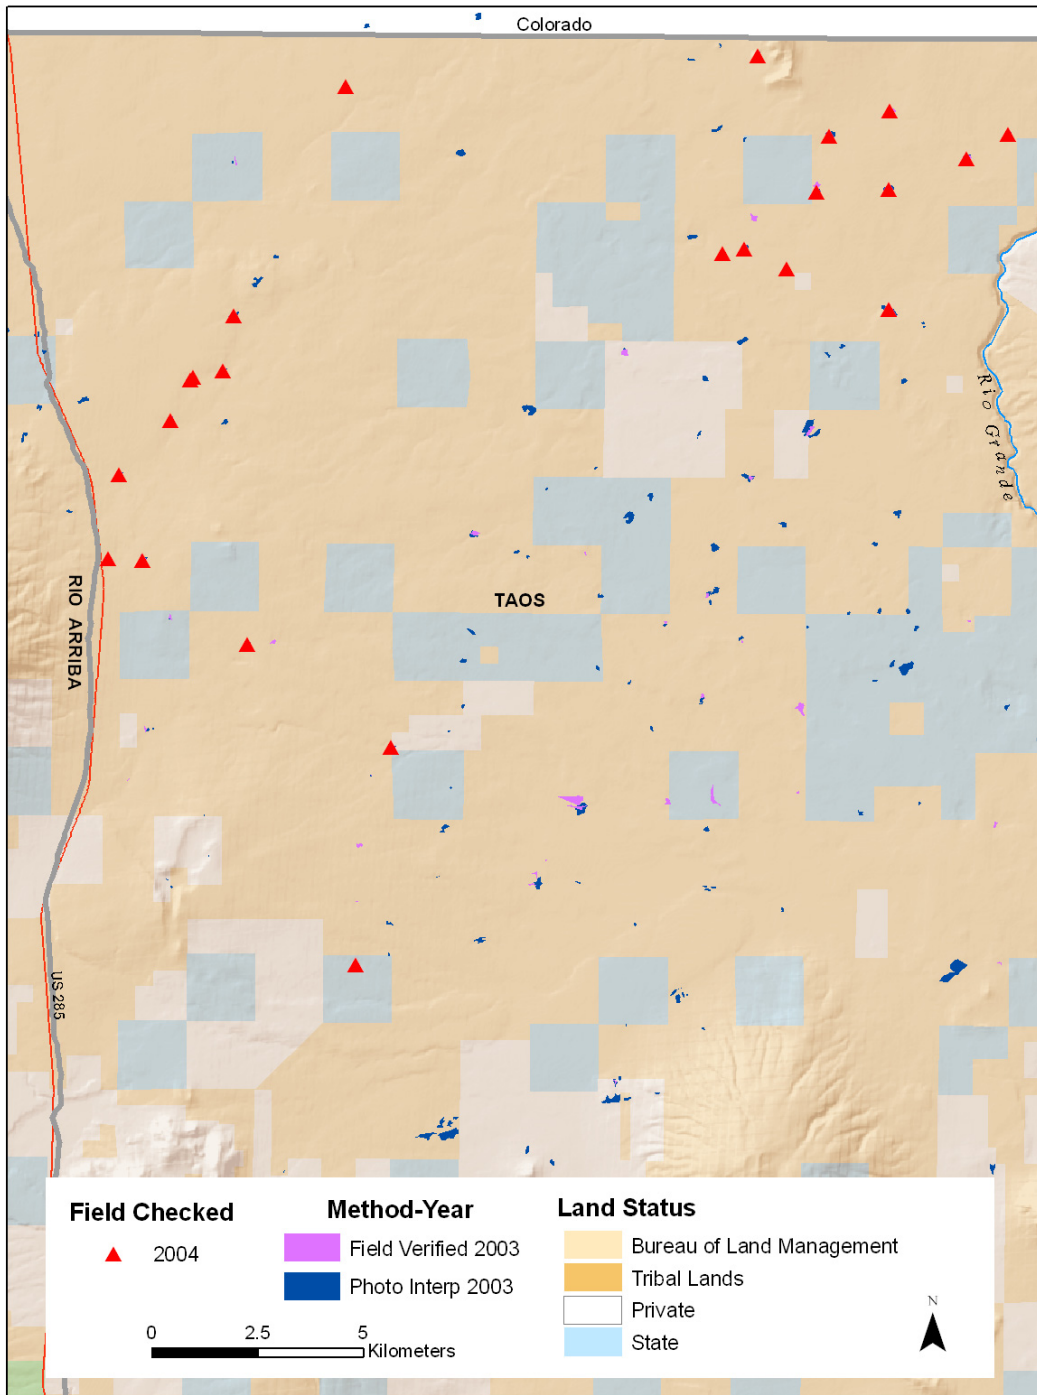 Colorado
Rio Grande
TAOS
RIO ARRIBA
US 285
Field Checked
2004
Method-Year
Field Verified 2003
Photo Interp 2003
Land Status
Bureau of Land Management
Tribal Lands
Private
State
0 2.5 5
Kilometers
N